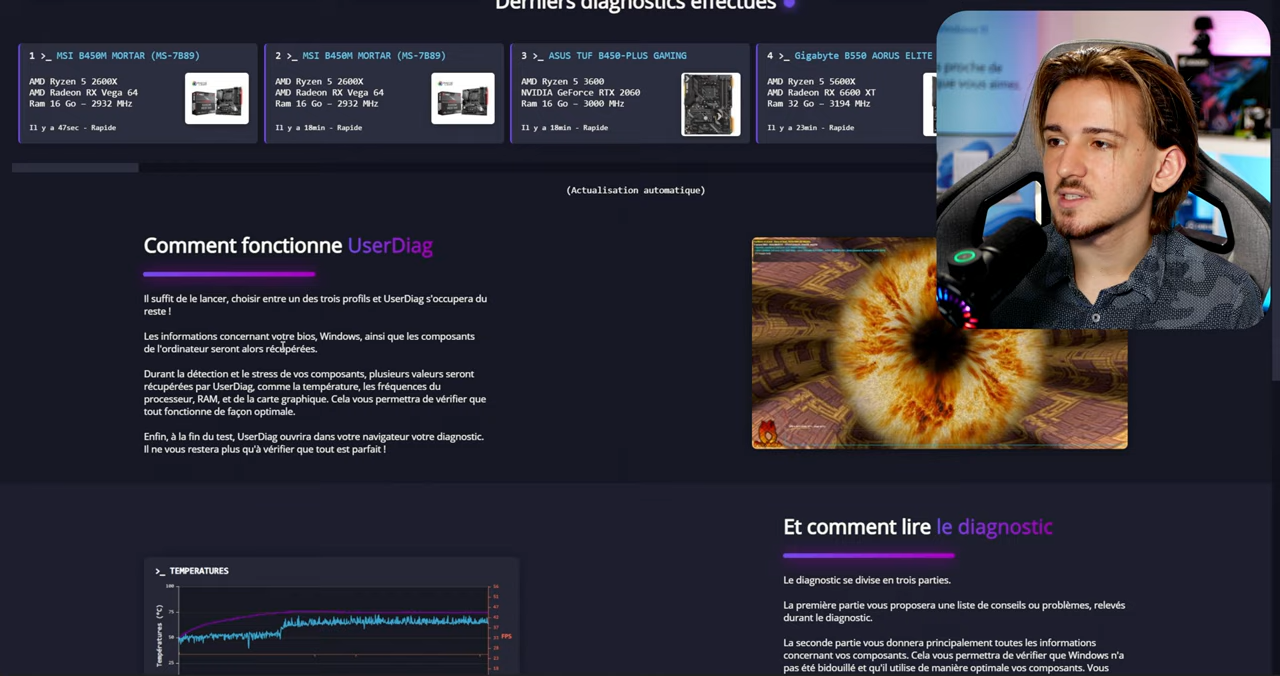 Derniers diagnostics effectués
1 >_ MSI B450M MORTAR (MS-7B89)
AMD Ryzen 5 2600X
AMD Radeon RX Vega 64
Ram 16 Go – 2932 MHz
Il y a 47sec - Rapide
2 >_ MSI B450M MORTAR (MS-7B89)
AMD Ryzen 5 2600X
AMD Radeon RX Vega 64
Ram 16 Go – 2932 MHz
Il y a 18min - Rapide
3 >_ ASUS TUF B450-PLUS GAMING
AMD Ryzen 5 3600
NVIDIA GeForce RTX 2060
Ram 16 Go – 3000 MHz
Il y a 18min - Rapide
4 >_ Gigabyte B550 AORUS ELITE
AMD Ryzen 5 5600X
AMD Radeon RX 6600 XT
Ram 32 Go – 3194 MHz
Il y a 23min - Rapide
proche de
que vous aimez
(Actualisation automatique)
Comment fonctionne UserDiag
Il suffit de le lancer, choisir entre un des trois profils et UserDiag s'occupera du
reste !
Les informations concernant votre bios, Windows, ainsi que les composants
de l'ordinateur seront alors récupérées.
Durant la détection et le stress de vos composants, plusieurs valeurs seront
récupérées par UserDiag, comme la température, les fréquences du
processeur, RAM, et de la carte graphique. Cela vous permettra de vérifier que
tout fonctionne de façon optimale.
Enfin, à la fin du test, UserDiag ouvrira dans votre navigateur votre diagnostic.
Il ne vous restera plus qu'à vérifier que tout est parfait !
>_ TEMPERATURES
100
75
50
25
Températures (°C)
FPS
Et comment lire le diagnostic
Le diagnostic se divise en trois parties.
La première partie vous proposera une liste de conseils ou problèmes, relevés
durant le diagnostic.
La seconde partie vous donnera principalement toutes les informations
concernant vos composants. Cela vous permettra de vérifier que Windows n'a
pas été bidouillé et qu'il utilise de manière optimale vos composants. Vous